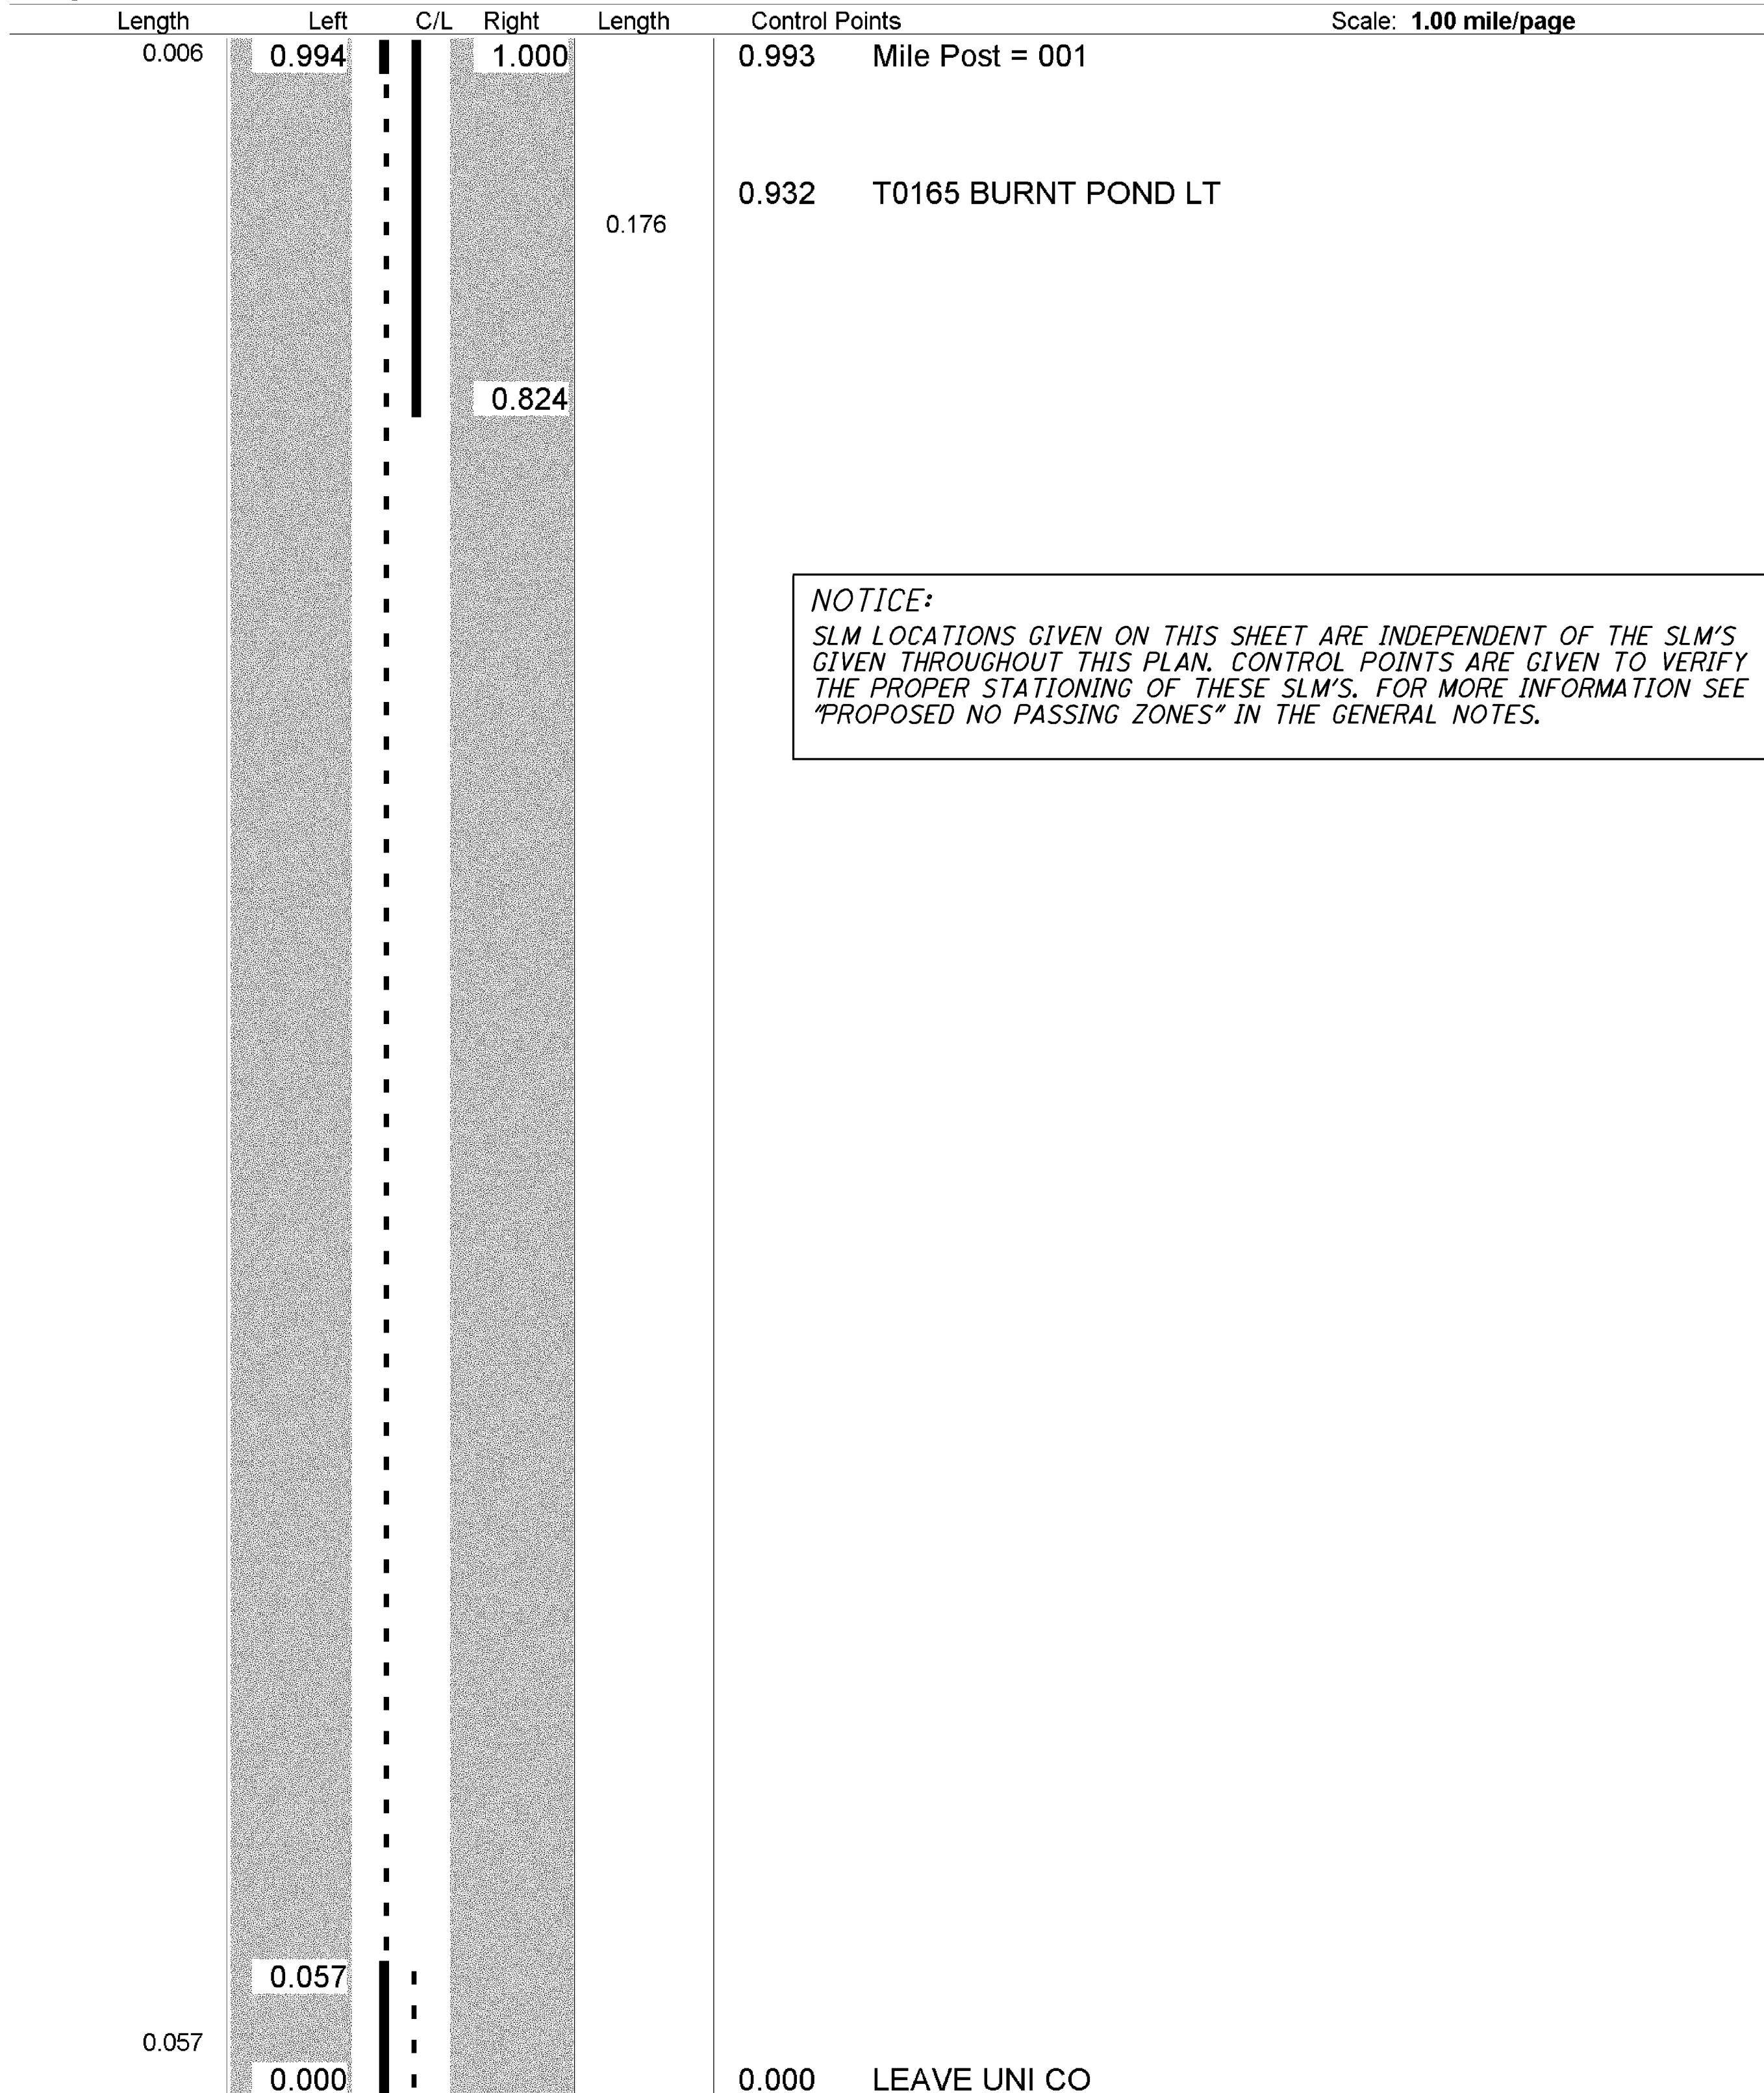 Length Left C/L Right Length Control Points Scale: 1.00 mile/page
0.006 0.994 1.000 0.993 Mile Post = 001
0.932 T0165 BURNT POND LT
0.176
0.824
NOTICE:
SLM LOCATIONS GIVEN ON THIS SHEET ARE INDEPENDENT OF THE SLM'S
GIVEN THROUGHOUT THIS PLAN. CONTROL POINTS ARE GIVEN TO VERIFY
THE PROPER STATIONING OF THESE SLM'S. FOR MORE INFORMATION SEE
"PROPOSED NO PASSING ZONES" IN THE GENERAL NOTES.
0.057
0.057
0.000 0.000 LEAVE UNI CO